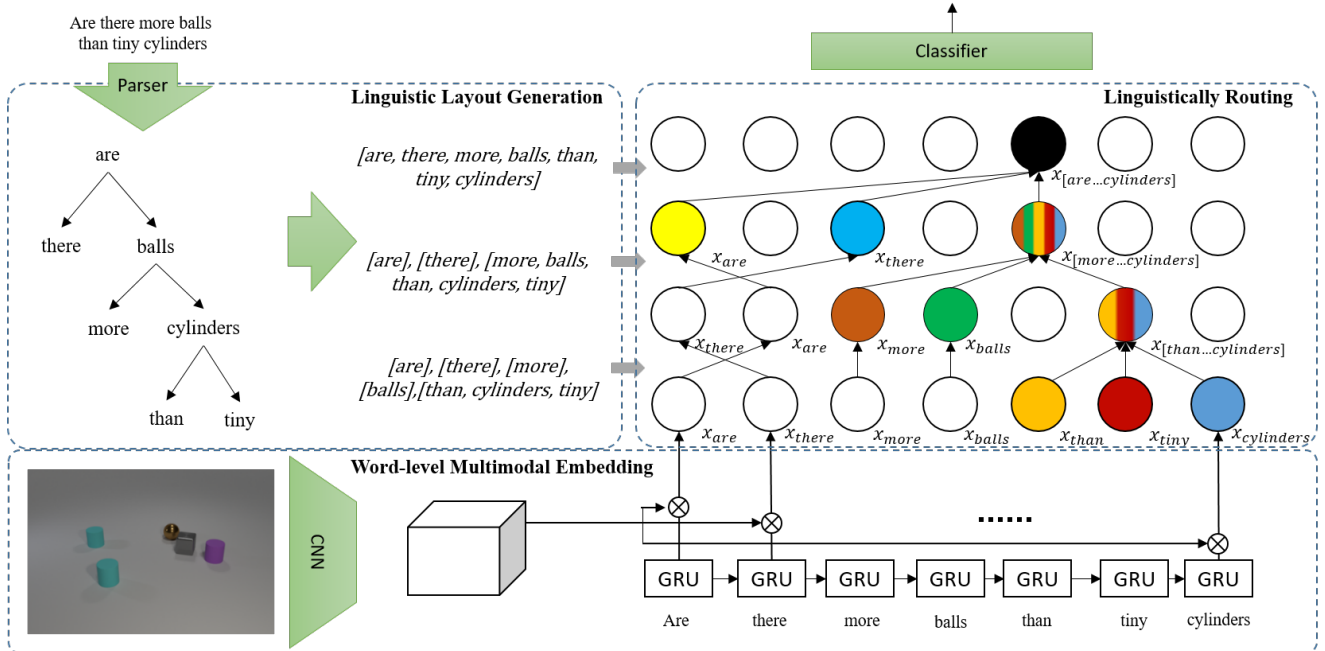 Are there more balls
than tiny cylinders
Parser
Classifier
Linguistic Layout Generation
Linguistically Routing
are
there
balls
more
cylinders
than
tiny
[are, there, more, balls, than,
tiny, cylinders]
[are], [there], [more, balls,
than, cylinders, tiny]
[are], [there], [more],
[balls],[than, cylinders, tiny]
x[are...cylinders]
xare
xthere
x[more...cylinders]
xthere
xare
xmore
xballs
x[than...cylinders]
xare
xthere
xmore
xballs
xthan
xtiny
xcylinders
Word-level Multimodal Embedding
CNN
......
GRU GRU GRU GRU GRU GRU GRU
Are there more balls than tiny cylinders